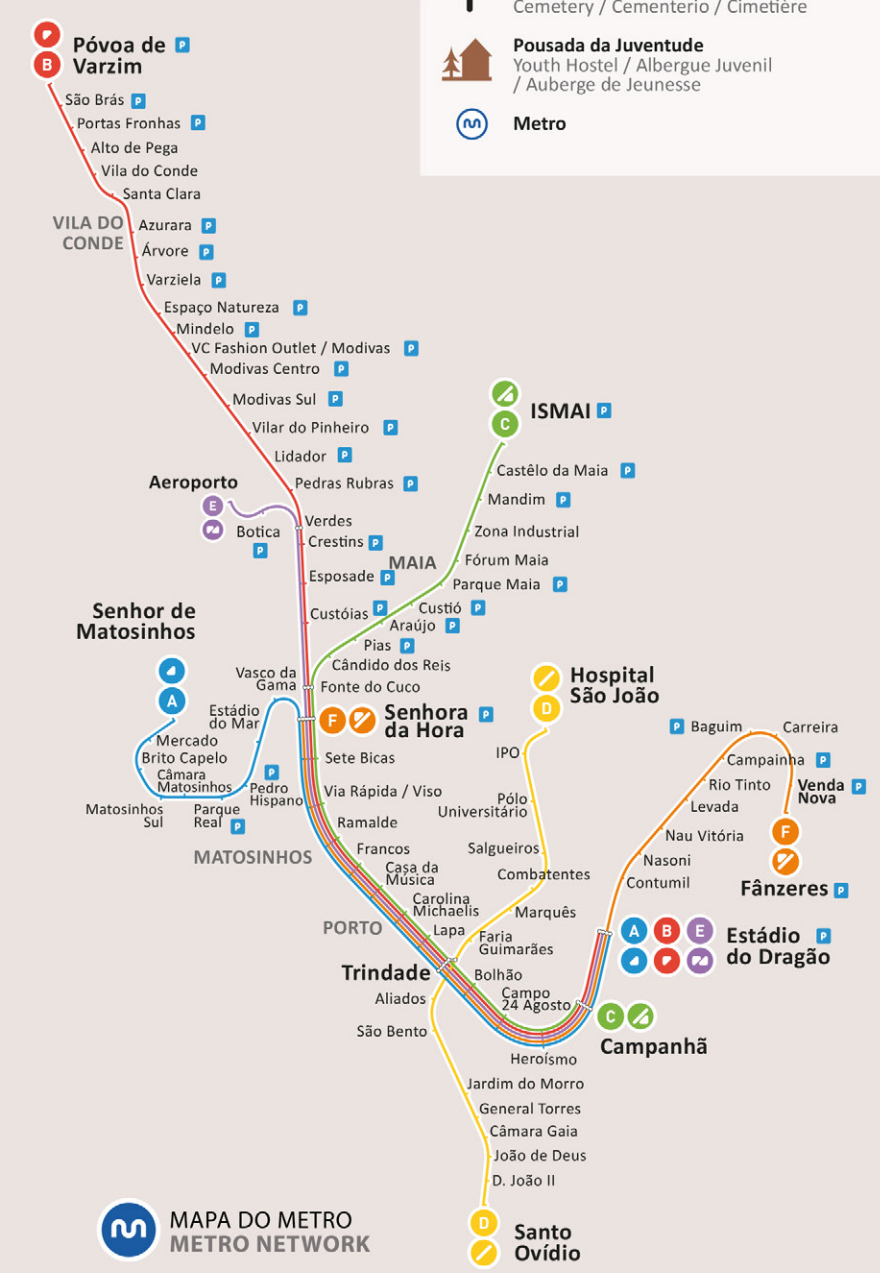 Cemetery / Cementerio / Cimetière
Pousada da Juventude
Youth Hostel / Albergue Juvenil
/ Auberge de Jeunesse
Metro
B
Póvoa de
Varzim
P
São Brás P
Portas Fronhas P
Alto de Pega
Vila do Conde
Santa Clara
VILA DO
CONDE
Azurara P
Árvore P
Varziela P
Espaço Natureza P
Mindelo P
VC Fashion Outlet / Modivas P
Modivas Centro P
Modivas Sul P
Vilar do Pinheiro P
Lidador P
Pedras Rubras P
C
ISMAI P
Castêlo da Maia P
Mandim P
Zona Industrial
Fórum Maia
MAIA
Parque Maia P
Custió P
Araújo P
Pias P
Cândido dos Reis
Aeroporto
E
Botica
P
Verdes
Crestins P
Esposade P
Custóias P
Fonte do Cuco
Senhor de
Matosinhos
A
Vasco da
Gama
Estádio
do Mar
Mercado
Brito Capelo
Câmara
Matosinhos
Matosinhos
Sul
Parque
Real P
P
Pedro
Hispano
MATOSINHOS
F
Senhora
da Hora
P
Sete Bicas
Via Rápida / Viso
Ramalde
Francos
Casa da
Música
Carolina
Michaelis
Lapa
PORTO
Trindade
Hospital
São João
D
IPO
Pólo
Universitário
Salgueiros
Combatentes
Marquês
Faria
Guimarães
Bolhão
Campo
24 Agosto
Heroísmo
Aliados
São Bento
Jardim do Morro
General Torres
Câmara Gaia
João de Deus
D. João II
D
Santo
Ovídio
P Baguim
Carreira
Campainha P
Rio Tinto
Venda
Nova
P
Levada
Nau Vitória
Nasoni
Contumil
F
Fânzeres P
A B E
Estádio
do Dragão
P
C
Campanhã
MAPA DO METRO
METRO NETWORK